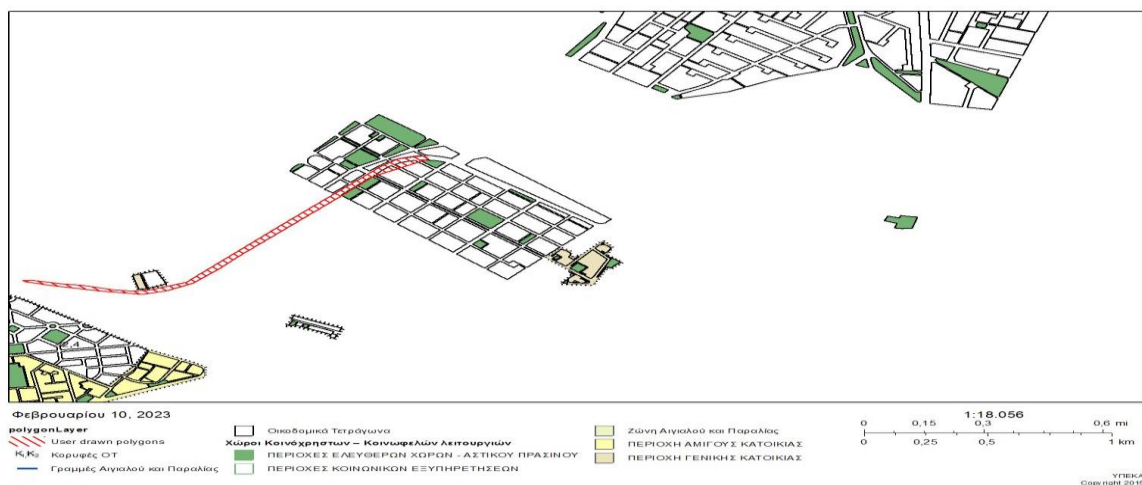 Φεβρουαρίου 10, 2023
polygonLayer
User drawn polygons
Κορυφές ΟΤ
Γραμμές Αιγιαλού και Παραλίας
Οικοδομικά Τετράγωνα
Χώροι Κοινόχρηστων – Κοινωφελών λειτουργιών
ΠΕΡΙΟΧΕΣ ΕΛΕΥΘΕΡΩΝ ΧΩΡΩΝ - ΑΣΤΙΚΟΥ ΠΡΑΣΙΝΟΥ
ΠΕΡΙΟΧΕΣ ΚΟΙΝΩΝΙΚΩΝ ΕΞΥΠΗΡΕΤΗΣΕΩΝ
Ζώνη Αιγιαλού και Παραλίας
ΠΕΡΙΟΧΗ ΑΜΙΓΟΥΣ ΚΑΤΟΙΚΙΑΣ
ΠΕΡΙΟΧΗ ΓΕΝΙΚΗΣ ΚΑΤΟΙΚΙΑΣ
1:18.056
0 0,15 0,3 0,6 mi
0 0,25 0,5 1 km
ΥΠΕΚΑ